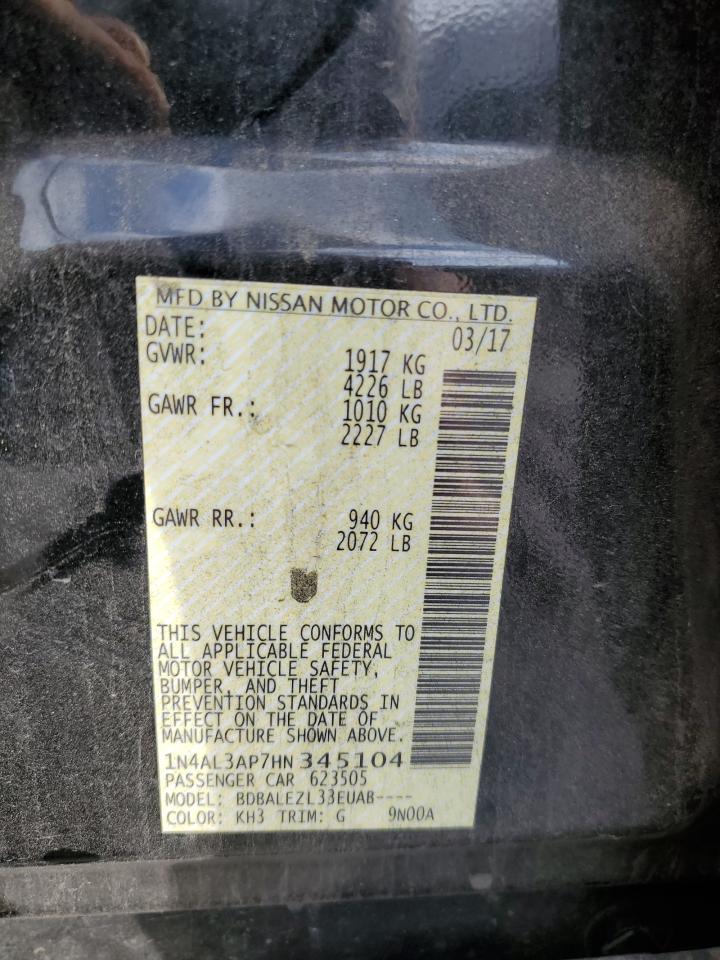 MFD BY NISSAN MOTOR CO., LTD.
DATE: 03/17
GVWR: 1917 KG
4226 LB
GAWR FR.: 1010 KG
2227 LB
GAWR RR.: 940 KG
2072 LB
THIS VEHICLE CONFORMS TO
ALL APPLICABLE FEDERAL
MOTOR VEHICLE SAFETY,
BUMPER, AND THEFT
PREVENTION STANDARDS IN
EFFECT ON THE DATE OF
MANUFACTURE SHOWN ABOVE.
1N4AL3AP7HN 345104
PASSENGER CAR 623505
MODEL: BDBALEZL33EUAB----
COLOR: KH3 TRIM: G 9N00A